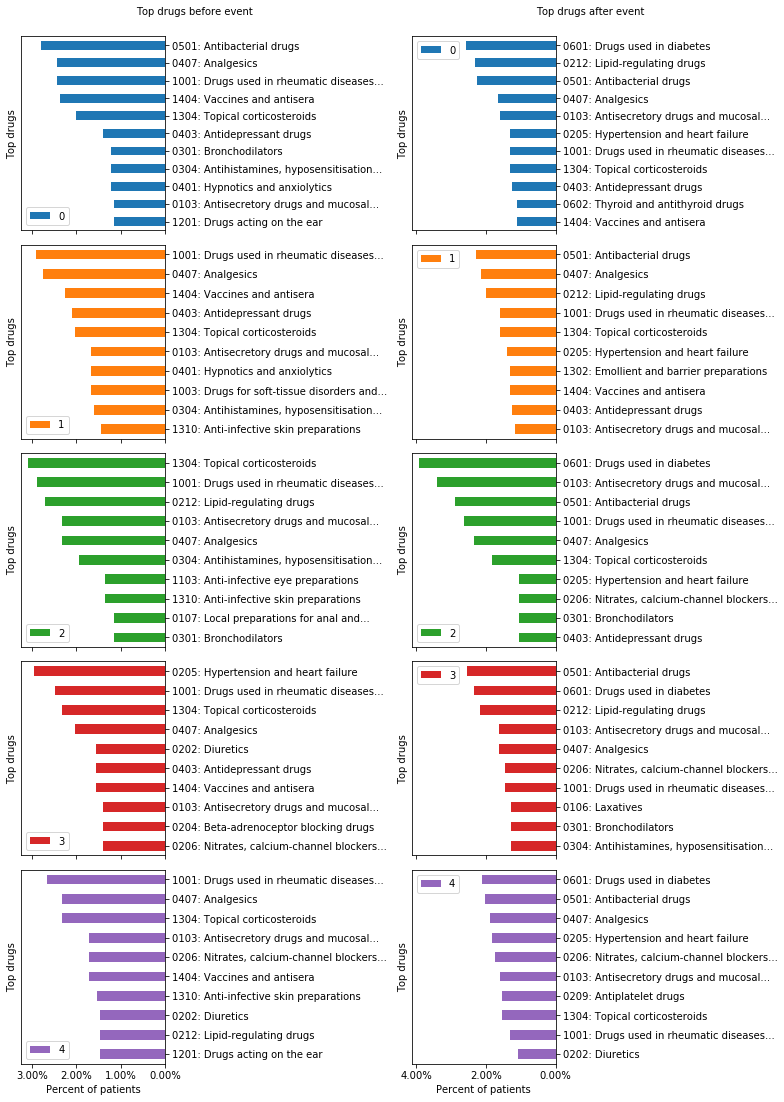 Top drugs before event
Top drugs
0501: Antibacterial drugs
0407: Analgesics
1001: Drugs used in rheumatic diseases...
1404: Vaccines and antisera
1304: Topical corticosteroids
0403: Antidepressant drugs
0301: Bronchodilators
0304: Antihistamines, hyposensitisation...
0401: Hypnotics and anxiolytics
0103: Antisecretory drugs and mucosal...
1201: Drugs acting on the ear
0
Top drugs
1001: Drugs used in rheumatic diseases...
0407: Analgesics
1404: Vaccines and antisera
0403: Antidepressant drugs
1304: Topical corticosteroids
0103: Antisecretory drugs and mucosal...
0401: Hypnotics and anxiolytics
1003: Drugs for soft-tissue disorders and...
0304: Antihistamines, hyposensitisation...
1310: Anti-infective skin preparations
1
Top drugs
1304: Topical corticosteroids
1001: Drugs used in rheumatic diseases...
0212: Lipid-regulating drugs
0103: Antisecretory drugs and mucosal...
0407: Analgesics
0304: Antihistamines, hyposensitisation...
1103: Anti-infective eye preparations
1310: Anti-infective skin preparations
0107: Local preparations for anal and...
0301: Bronchodilators
2
Top drugs
0205: Hypertension and heart failure
1001: Drugs used in rheumatic diseases...
1304: Topical corticosteroids
0407: Analgesics
0202: Diuretics
0403: Antidepressant drugs
1404: Vaccines and antisera
0103: Antisecretory drugs and mucosal...
0204: Beta-adrenoceptor blocking drugs
0206: Nitrates, calcium-channel blockers...
3
Top drugs
1001: Drugs used in rheumatic diseases...
0407: Analgesics
1304: Topical corticosteroids
0103: Antisecretory drugs and mucosal...
0206: Nitrates, calcium-channel blockers...
1404: Vaccines and antisera
1310: Anti-infective skin preparations
0202: Diuretics
0212: Lipid-regulating drugs
1201: Drugs acting on the ear
4
3.00% 2.00% 1.00% 0.00%
Percent of patients
Top drugs after event
Top drugs
0
0601: Drugs used in diabetes
0212: Lipid-regulating drugs
0501: Antibacterial drugs
0407: Analgesics
0103: Antisecretory drugs and mucosal...
0205: Hypertension and heart failure
1001: Drugs used in rheumatic diseases...
1304: Topical corticosteroids
0403: Antidepressant drugs
0602: Thyroid and antithyroid drugs
1404: Vaccines and antisera
Top drugs
1
0501: Antibacterial drugs
0407: Analgesics
0212: Lipid-regulating drugs
1001: Drugs used in rheumatic diseases...
1304: Topical corticosteroids
0205: Hypertension and heart failure
1302: Emollient and barrier preparations
1404: Vaccines and antisera
0403: Antidepressant drugs
0103: Antisecretory drugs and mucosal...
Top drugs
0601: Drugs used in diabetes
0103: Antisecretory drugs and mucosal...
0501: Antibacterial drugs
1001: Drugs used in rheumatic diseases...
0407: Analgesics
1304: Topical corticosteroids
0205: Hypertension and heart failure
0206: Nitrates, calcium-channel blockers...
0301: Bronchodilators
0403: Antidepressant drugs
2
Top drugs
3
0501: Antibacterial drugs
0601: Drugs used in diabetes
0212: Lipid-regulating drugs
0103: Antisecretory drugs and mucosal...
0407: Analgesics
0206: Nitrates, calcium-channel blockers...
1001: Drugs used in rheumatic diseases...
0106: Laxatives
0301: Bronchodilators
0304: Antihistamines, hyposensitisation...
Top drugs
4
0601: Drugs used in diabetes
0501: Antibacterial drugs
0407: Analgesics
0205: Hypertension and heart failure
0206: Nitrates, calcium-channel blockers...
0103: Antisecretory drugs and mucosal...
0209: Antiplatelet drugs
1304: Topical corticosteroids
1001: Drugs used in rheumatic diseases...
0202: Diuretics
4.00% 2.00% 0.00%
Percent of patients